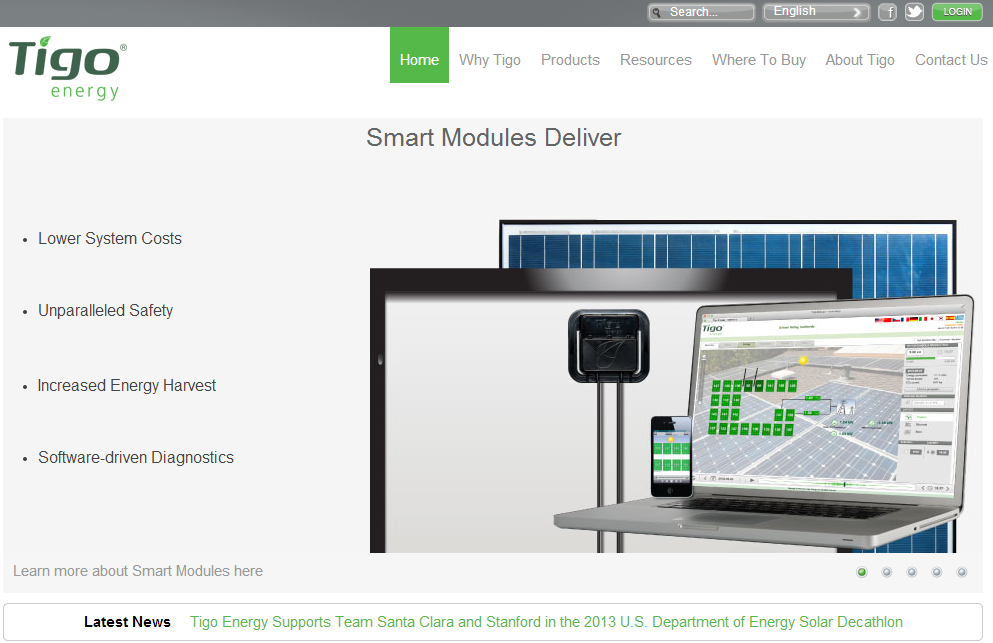 Search...
English
f
LOGIN
Tigo®
energy
Home
Why Tigo
Products
Resources
Where To Buy
About Tigo
Contact Us
Smart Modules Deliver
Lower System Costs
Unparalleled Safety
Increased Energy Harvest
Software-driven Diagnostics
Tigo
Tigo
Learn more about Smart Modules here
Latest News Tigo Energy Supports Team Santa Clara and Stanford in the 2013 U.S. Department of Energy Solar Decathlon